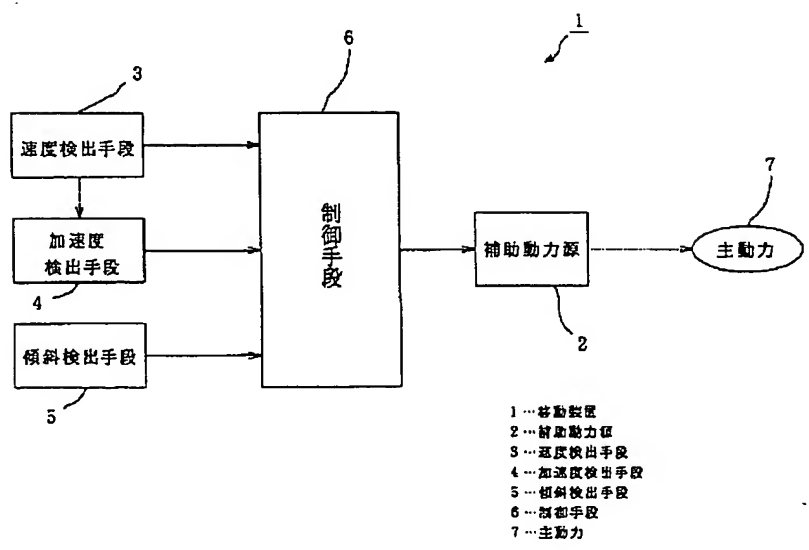 1
6
3
速度検出手段
加速度
検出手段
4
傾斜検出手段
5
制御手段
補助動力源
2
7
主動力
1…移動装置
2…補助動力源
3…速度検出手段
4…加速度検出手段
5…傾斜検出手段
6…制御手段
7…主動力